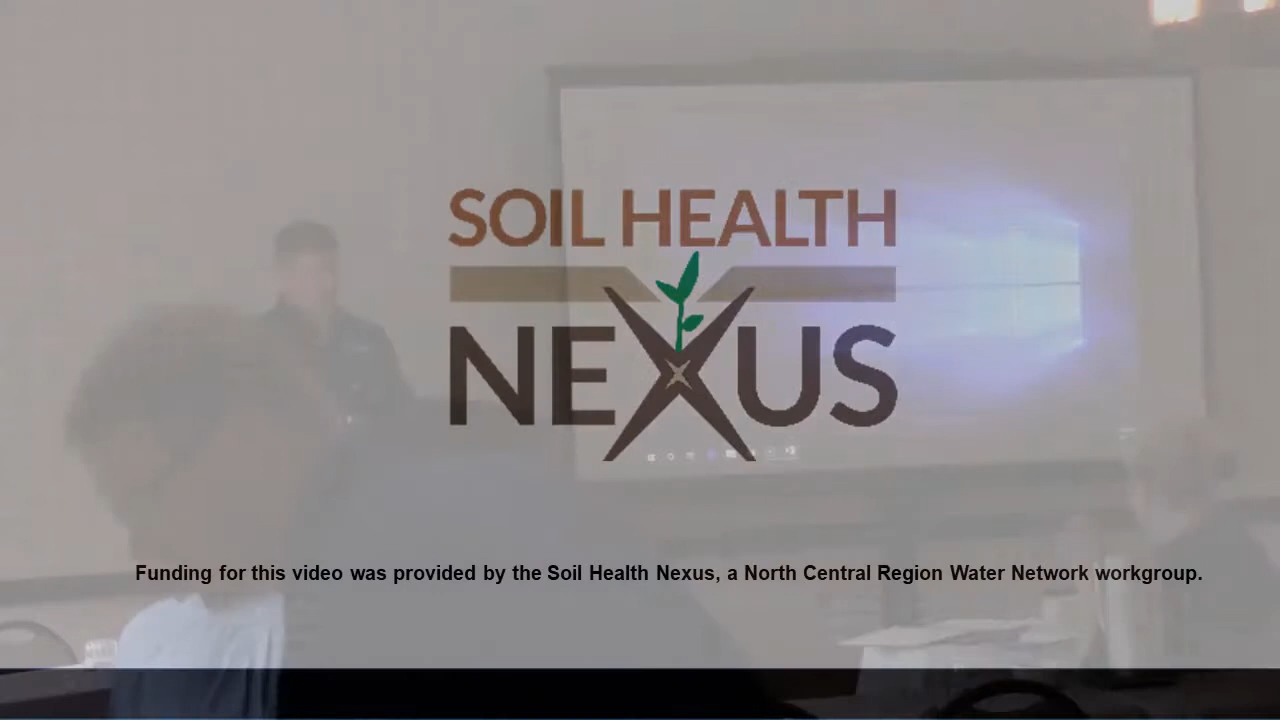 SOIL HEALTH
NEXUS
Funding for this video was provided by the Soil Health Nexus, a North Central Region Water Network workgroup.